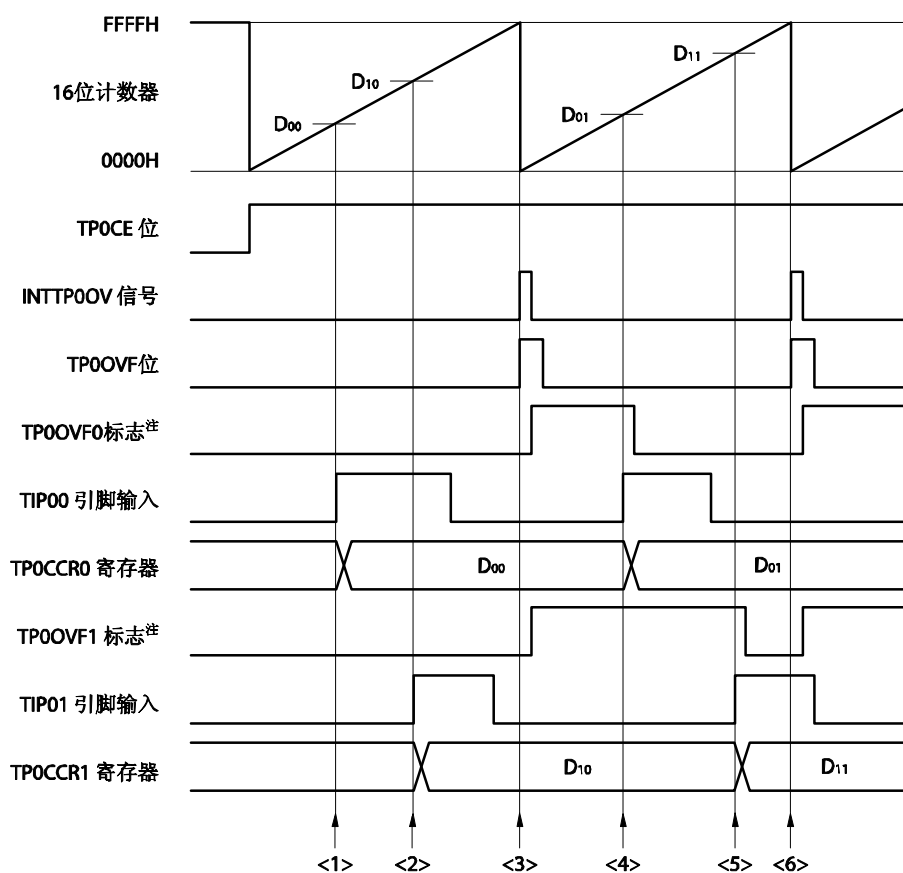 FFFFH
D11
D10
16位计数器
D00
D01
0000H
TP0CE 位
INTTP0OV 信号
TP0OVF位
TP0OVF0标志注
TIP00 引脚输入
TP0CCR0 寄存器
D00
D01
TP0OVF1 标志注
TIP01 引脚输入
TP0CCR1 寄存器
D10
D11
<1> <2> <3> <4> <5> <6>